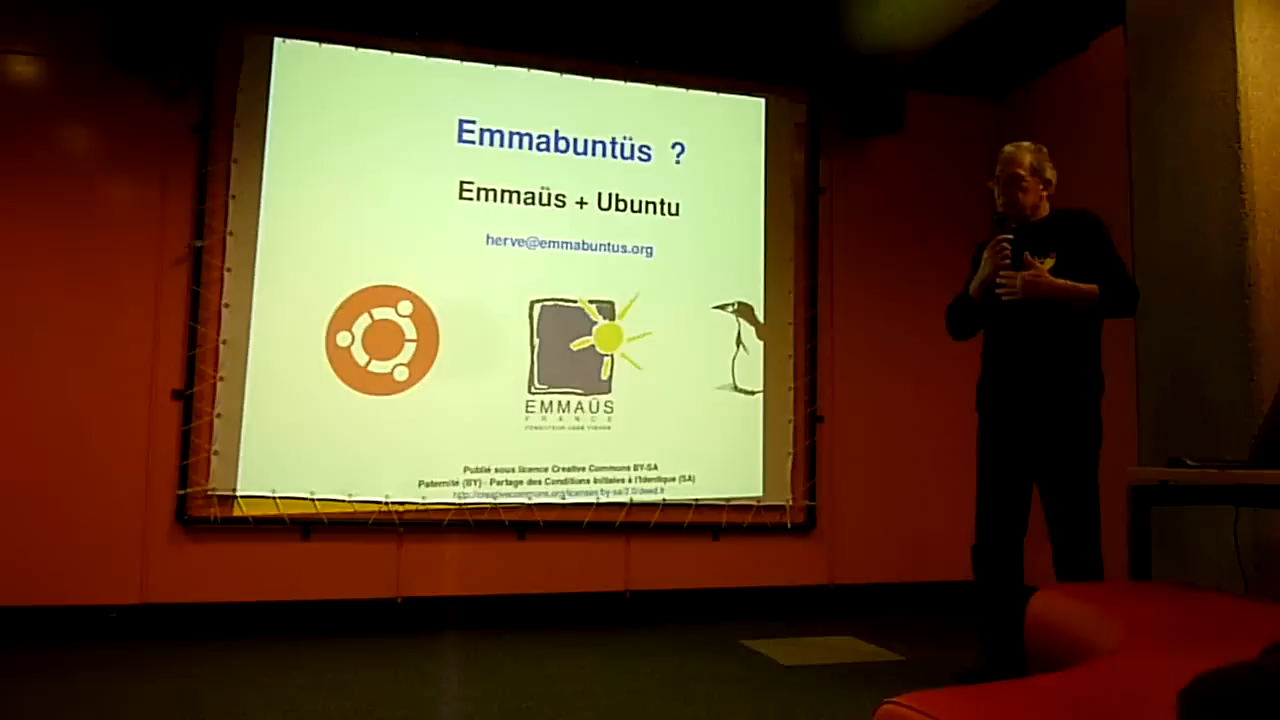 Emmabuntüs ?
Emmaüs + Ubuntu
herve@emmabuntus.org
EMMAÜS
FRANCE
Publié sous licence Creative Commons BY-SA
Paternité (BY) - Partage des Conditions Initiales à l'Identique (SA)